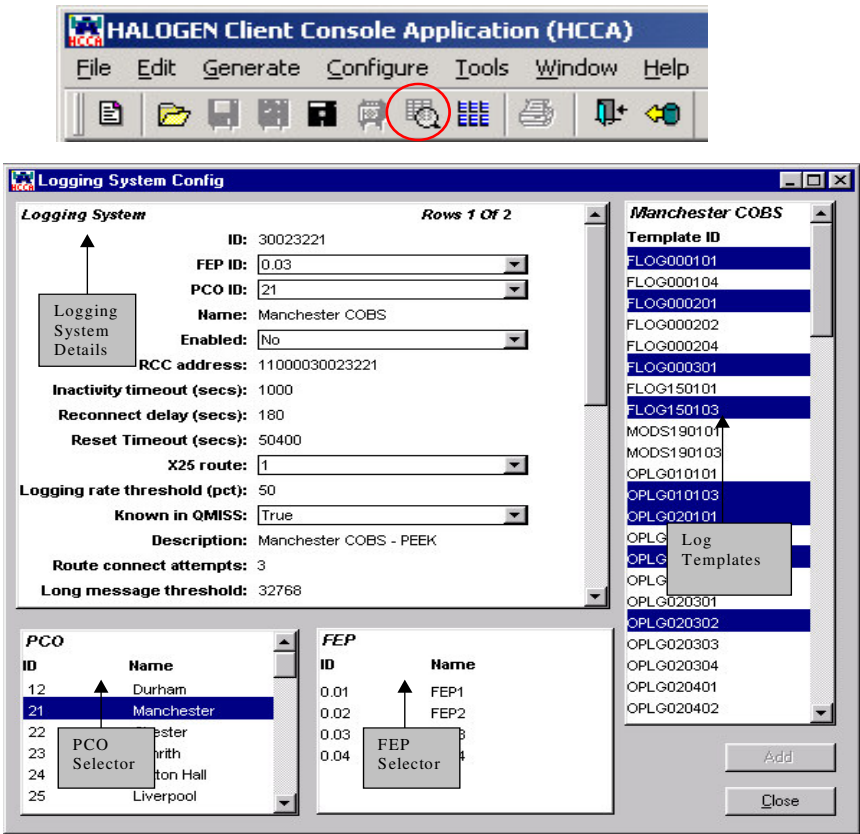 HALOGEN Client Console Application (HCCA)
File Edit Generate Configure Tools Window Help
Logging System Config
Logging System Rows 1 Of 2
ID: 30023221
FEP ID: 0.03
PCO ID: 21
Name: Manchester COBS
Enabled: No
RCC address: 11000030023221
Inactivity timeout (secs): 1000
Reconnect delay (secs): 180
Reset Timeout (secs): 50400
X25 route: 1
Logging rate threshold (pct): 50
Known in QMISS: True
Description: Manchester COBS - PEEK
Route connect attempts: 3
Long message threshold: 32768
Logging
System
Details
Manchester COBS
Template ID
FLOG000101
FLOG000104
FLOG000201
FLOG000202
FLOG000204
FLOG000301
FLOG150101
FLOG150103
MODS190101
MODS190103
OPLG010101
OPLG010103
OPLG020101
OPLG
OPLG
OPLG
OPLG020301
OPLG020302
OPLG020303
OPLG020304
OPLG020401
OPLG020402
Log
Templates
PCO
ID Name
12 Durham
21 Manchester
22
23
24 ton Hall
25 Liverpool
PCO
Selector
FEP
ID Name
0.01 FEP1
0.02 FEP2
0.03
0.04
FEP
Selector
Add
Close